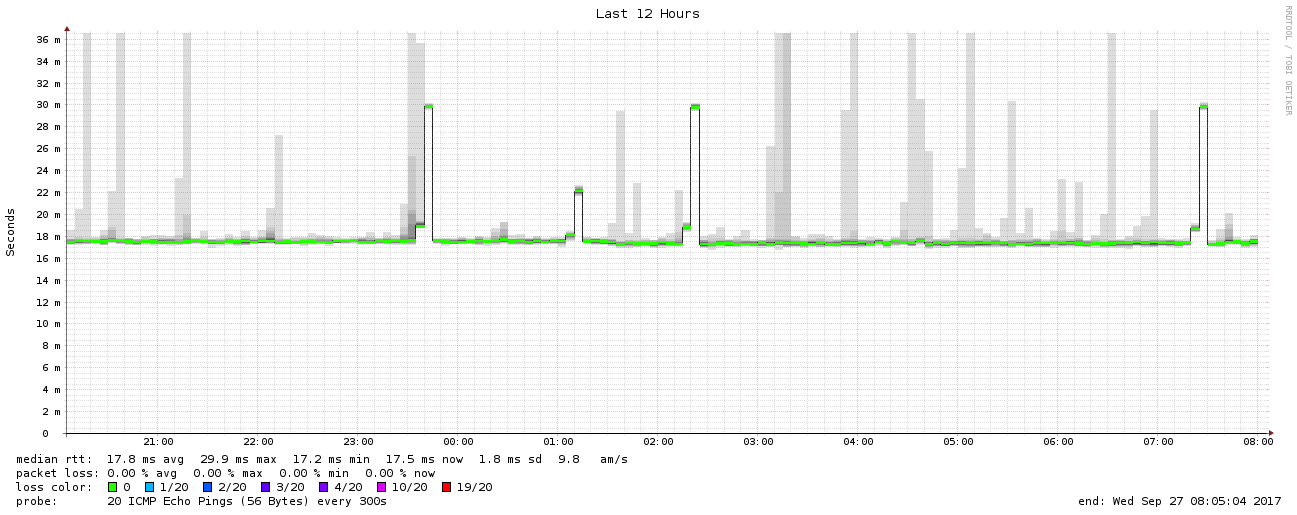 Last 12 Hours
RRDTOOL / TOBI OETIKER
Seconds
36 m
34 m
32 m
30 m
28 m
26 m
24 m
22 m
20 m
18 m
16 m
14 m
12 m
10 m
8 m
6 m
4 m
2 m
0
21:00 22:00 23:00 00:00 01:00 02:00 03:00 04:00 05:00 06:00 07:00 08:00
median rtt: 17.8 ms avg 29.9 ms max 17.2 ms min 17.5 ms now 1.8 ms sd 9.8 am/s
packet loss: 0.00 % avg 0.00 % max 0.00 % min 0.00 % now
loss color: 0 1/20 2/20 3/20 4/20 10/20 19/20
probe: 20 ICMP Echo Pings (56 Bytes) every 300s end: Wed Sep 27 08:05:04 2017